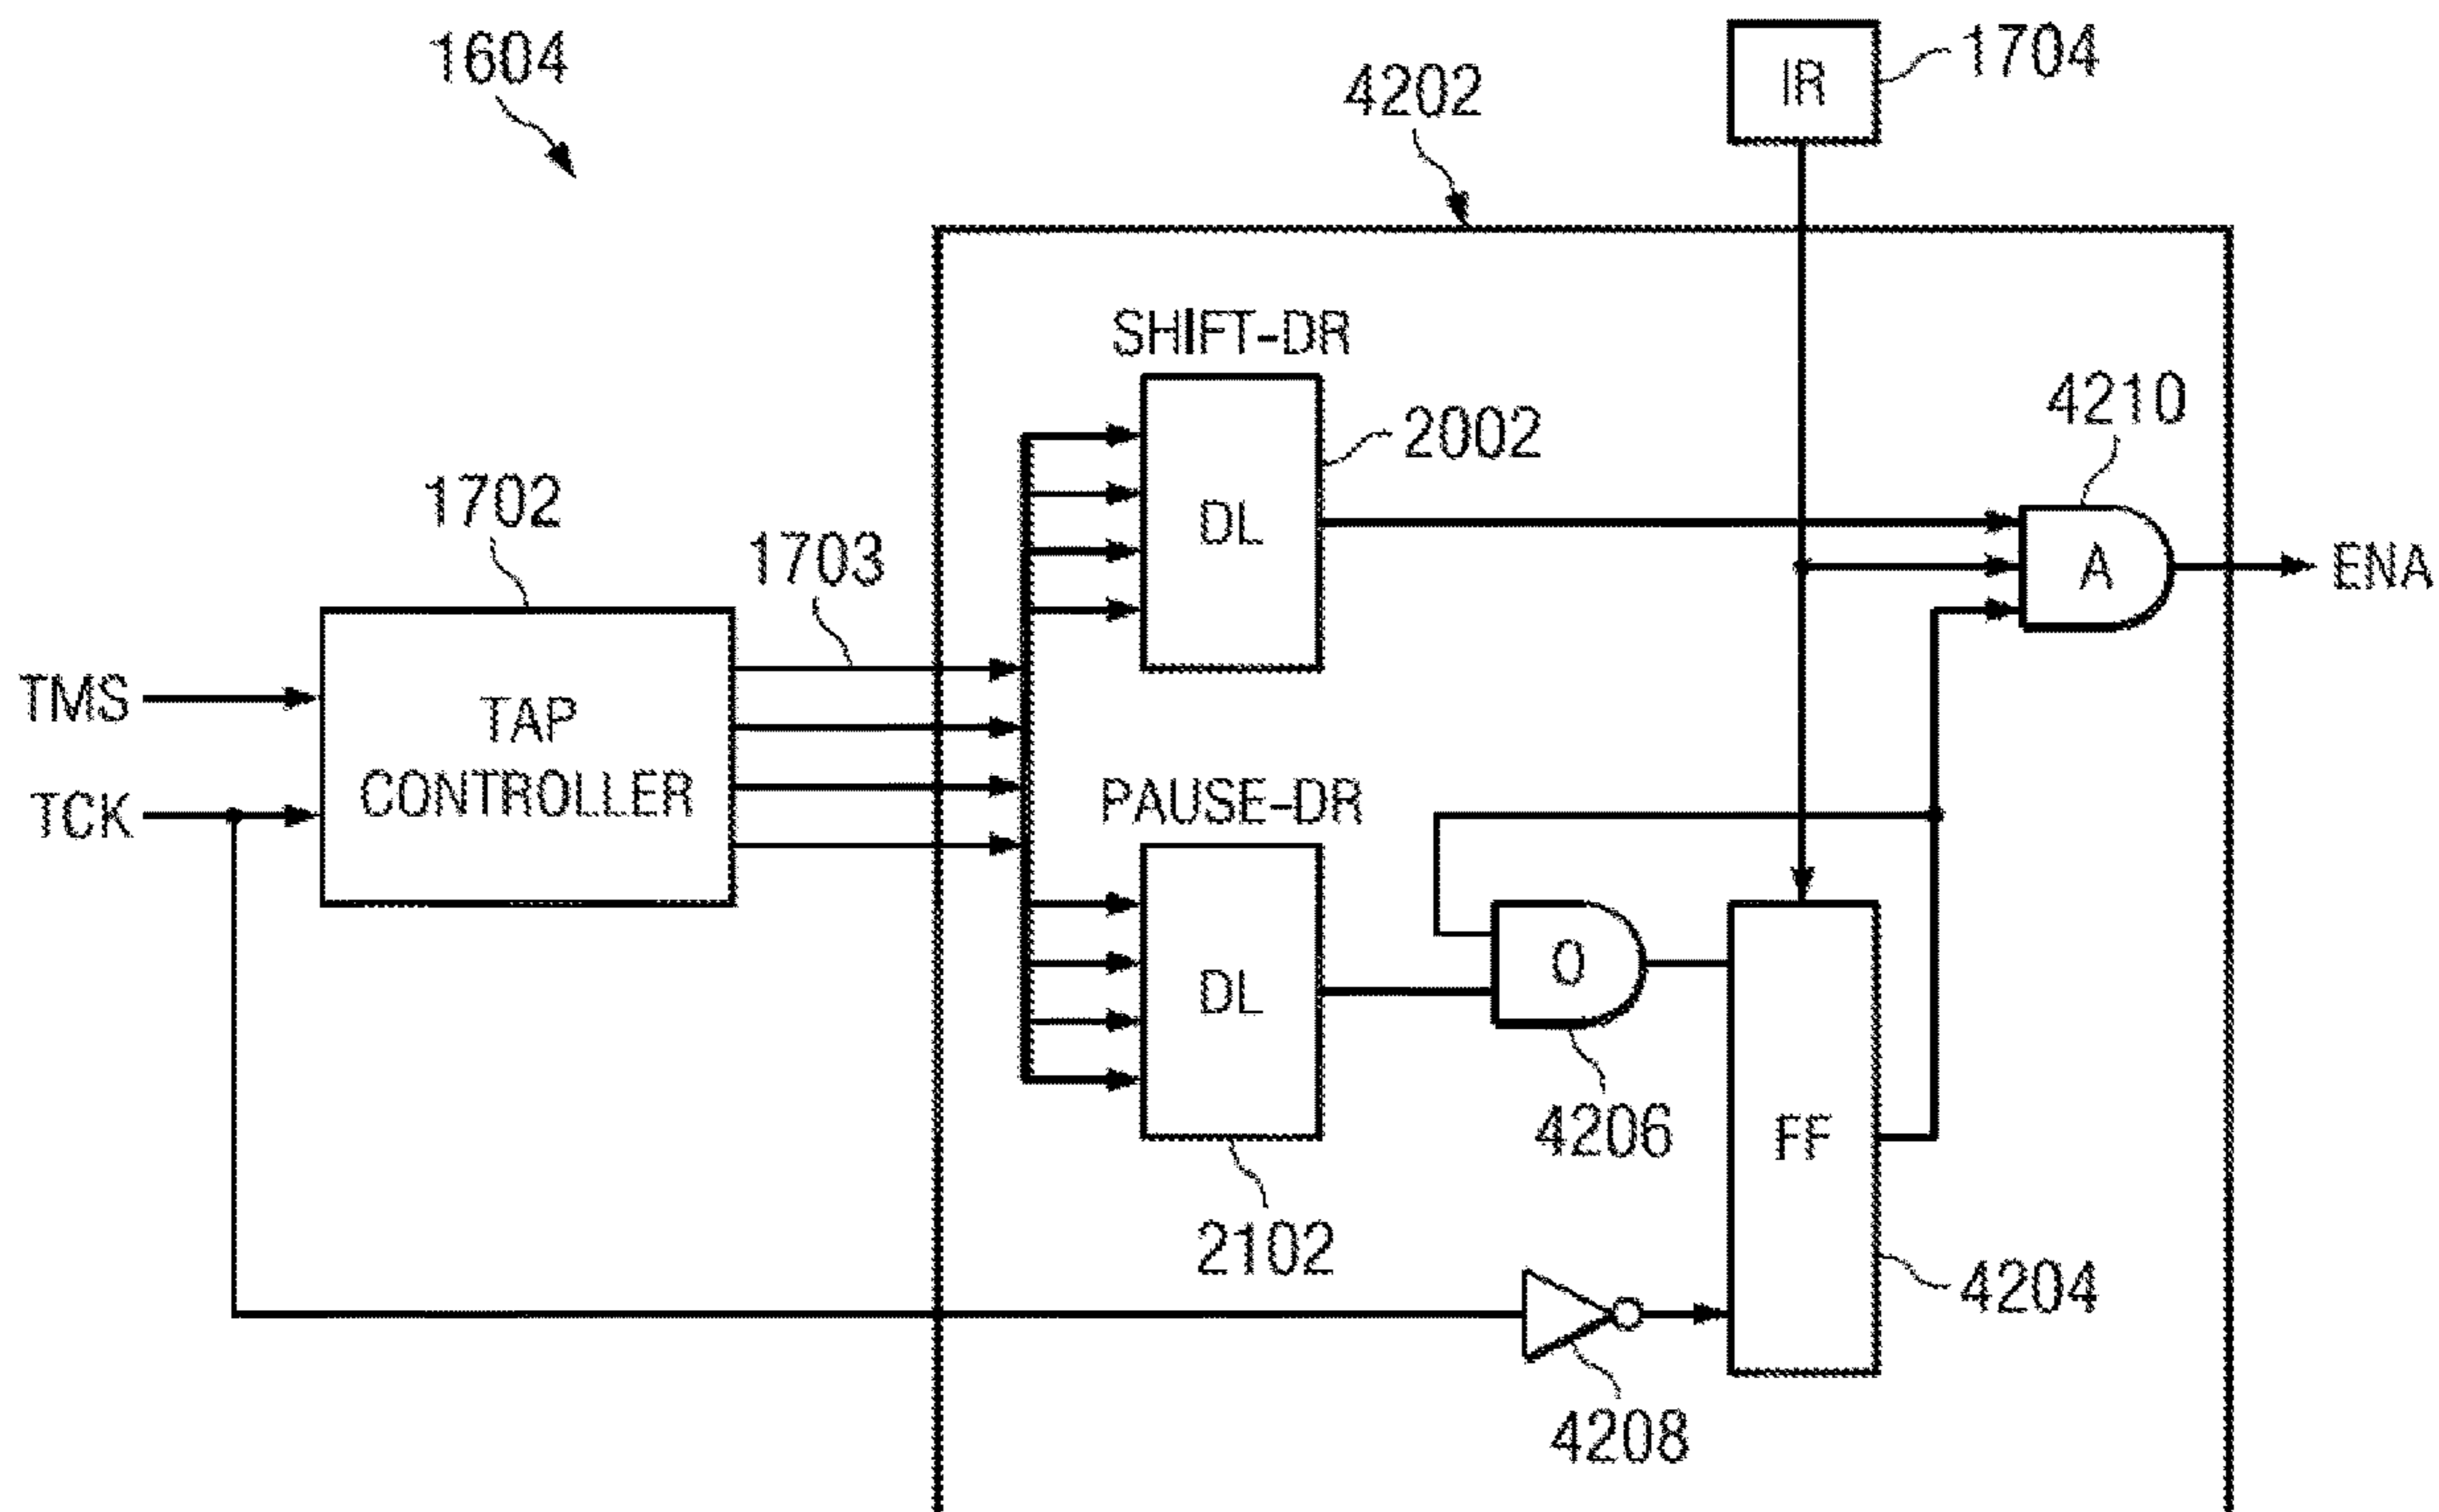 1604
4202
IR
1704
SHIFT-DR
DL
2002
4210
A
ENA
1702
1703
TMS
TCK
TAP
CONTROLLER
PAUSE-DR
DL
2102
O
4206
FF
4204
4208